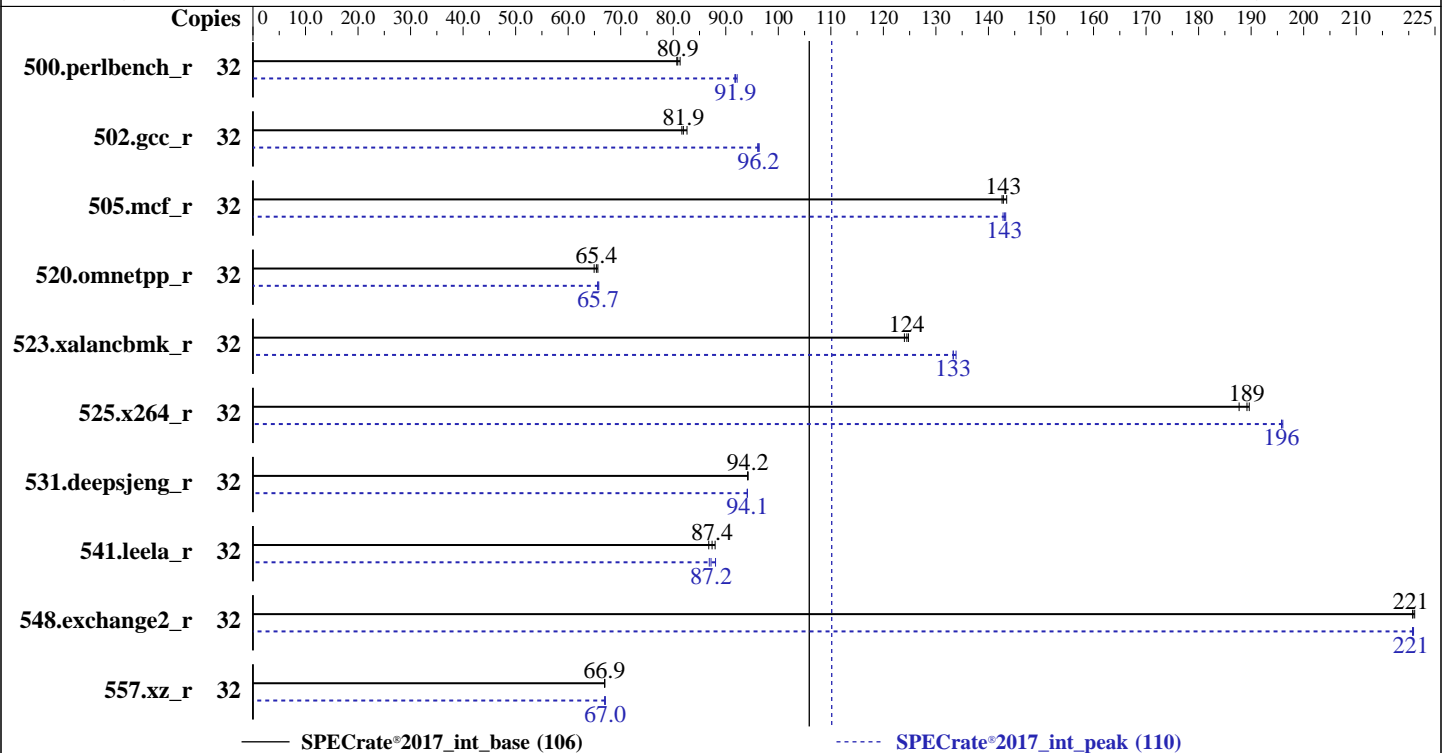 Copies 0 10.0 20.0 30.0 40.0 50.0 60.0 70.0 80.0 90.0 100 110 120 130 140 150 160 170 180 190 200 210 225
80.9
500.perlbench_r 32
91.9
81.9
502.gcc_r 32
96.2
143
505.mcf_r 32
143
65.4
520.omnetpp_r 32
65.7
124
523.xalancbmk_r 32
133
189
525.x264_r 32
196
94.2
531.deepsjeng_r 32
94.1
87.4
541.leela_r 32
87.2
221
548.exchange2_r 32
221
66.9
557.xz_r 32
67.0
SPECrate®2017_int_base (106) SPECrate®2017_int_peak (110)